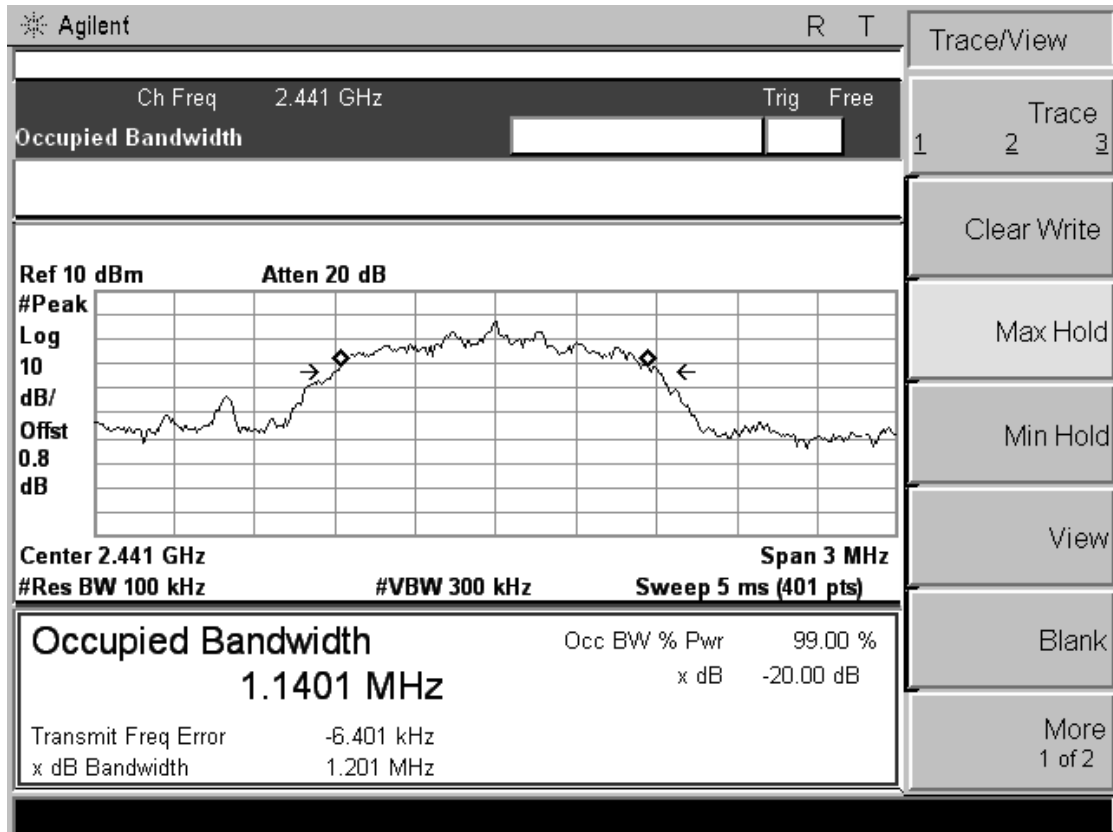 Agilent R T
Ch Freq 2.441 GHz Trig Free
Occupied Bandwidth
Ref 10 dBm Atten 20 dB
#Peak
Log
10
dB/
Offst
0.8
dB
Center 2.441 GHz Span 3 MHz
#Res BW 100 kHz #VBW 300 kHz Sweep 5 ms (401 pts)
Occupied Bandwidth Occ BW % Pwr 99.00 %
1.1401 MHz x dB -20.00 dB
Transmit Freq Error -6.401 kHz
x dB Bandwidth 1.201 MHz
Trace/View
Trace
1 2 3
Clear Write
Max Hold
Min Hold
View
Blank
More
1 of 2